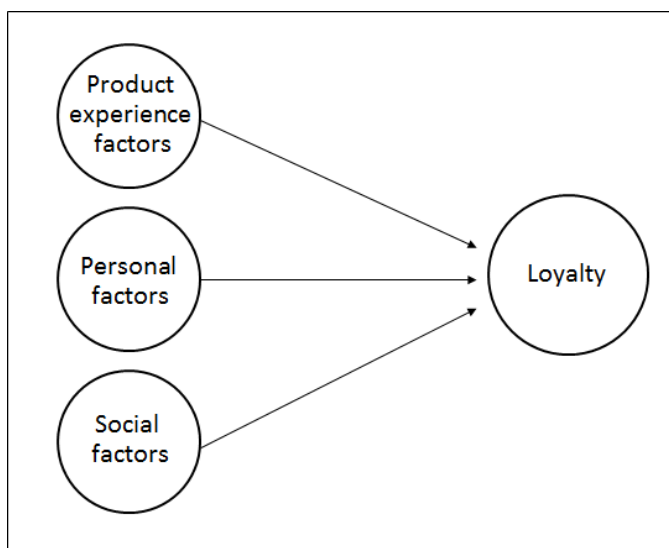 Product
experience
factors
Personal
factors
Social
factors
Loyalty